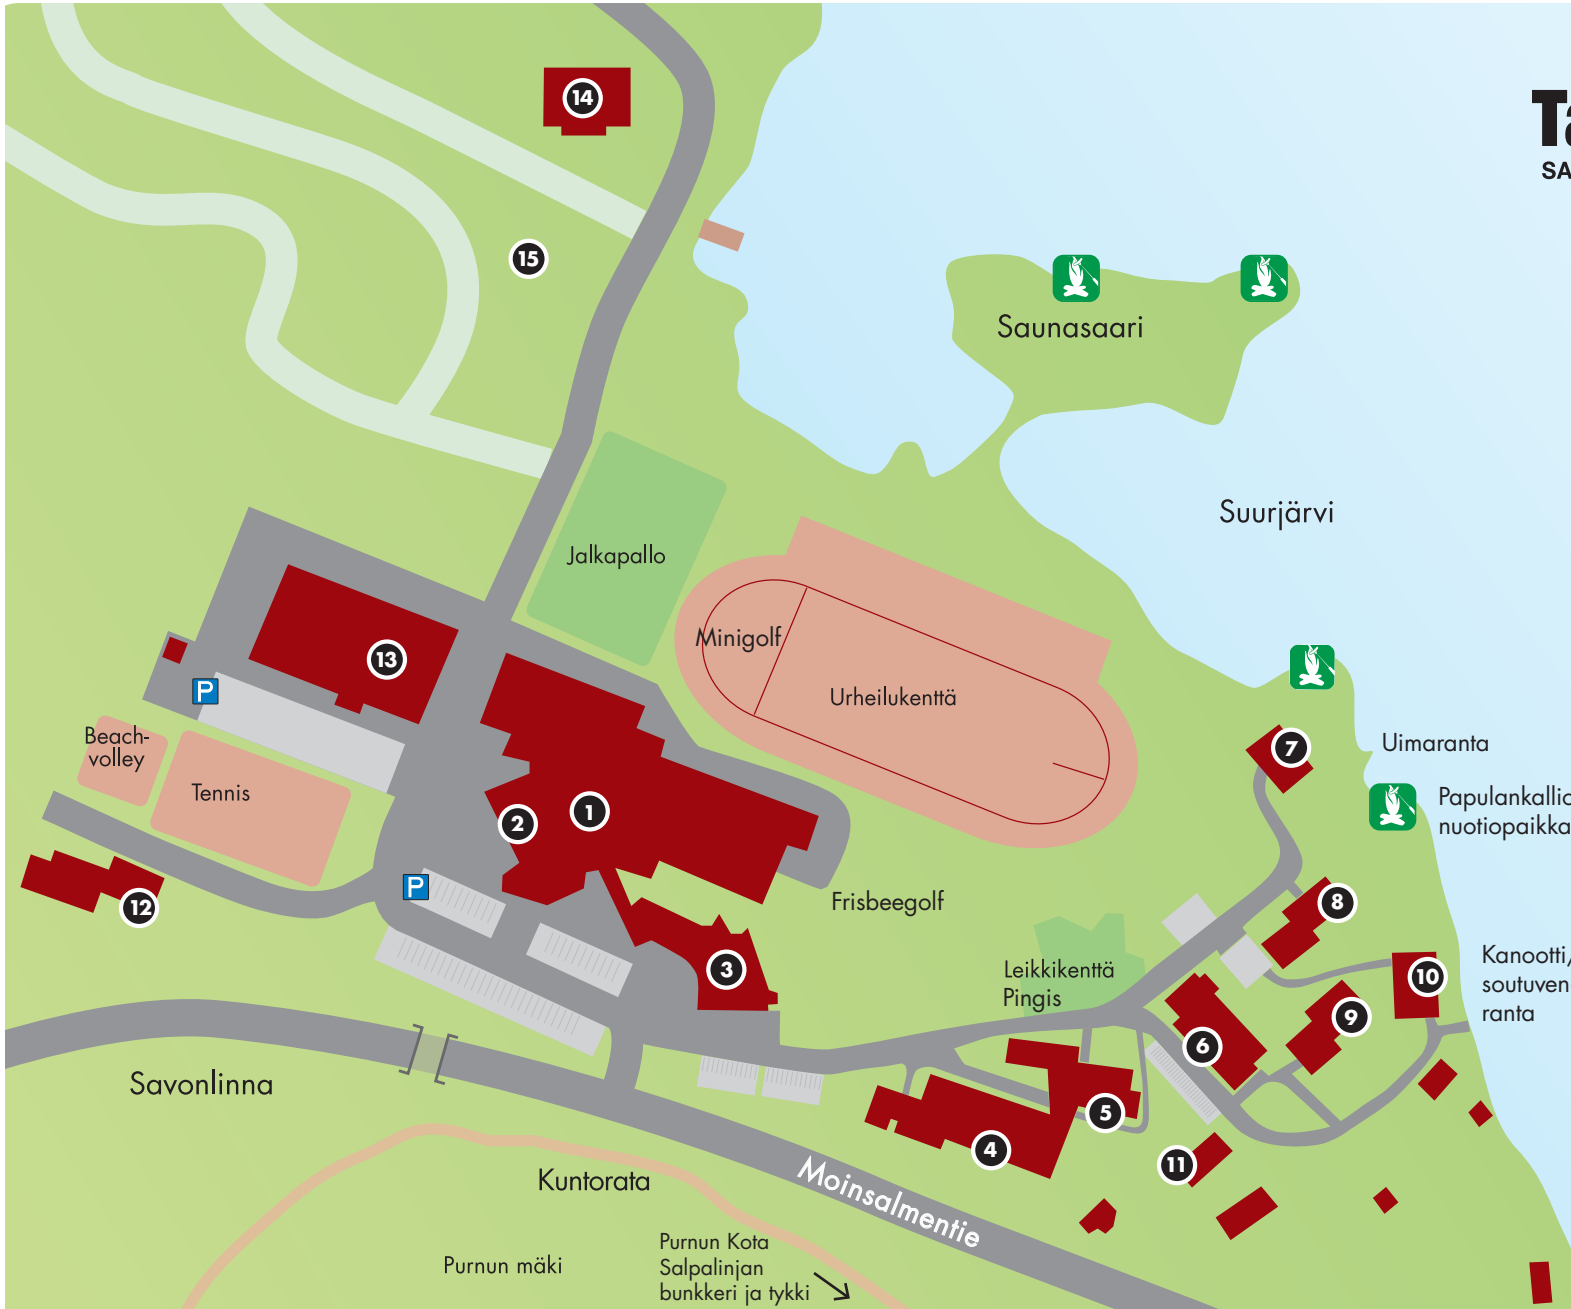 14
Ta
SA
15
Saunasaari
Suurjärvi
Jalkapallo
Minigolf
13
Urheilukenttä
P
7
Uimaranta
Beach-
volley
Tennis
Papulankallio
nuotiopaikka
1
2
P
12
Frisbeegolf
8
3
Leikkikenttä
Pingis
Kanootti/
soutuven
ranta
10
9
6
Savonlinna
5
4
11
Kuntorata
Moinsalmentie
Purnun mäki
Purnun Kota
Salpalinjan
bunkkeri ja tykki